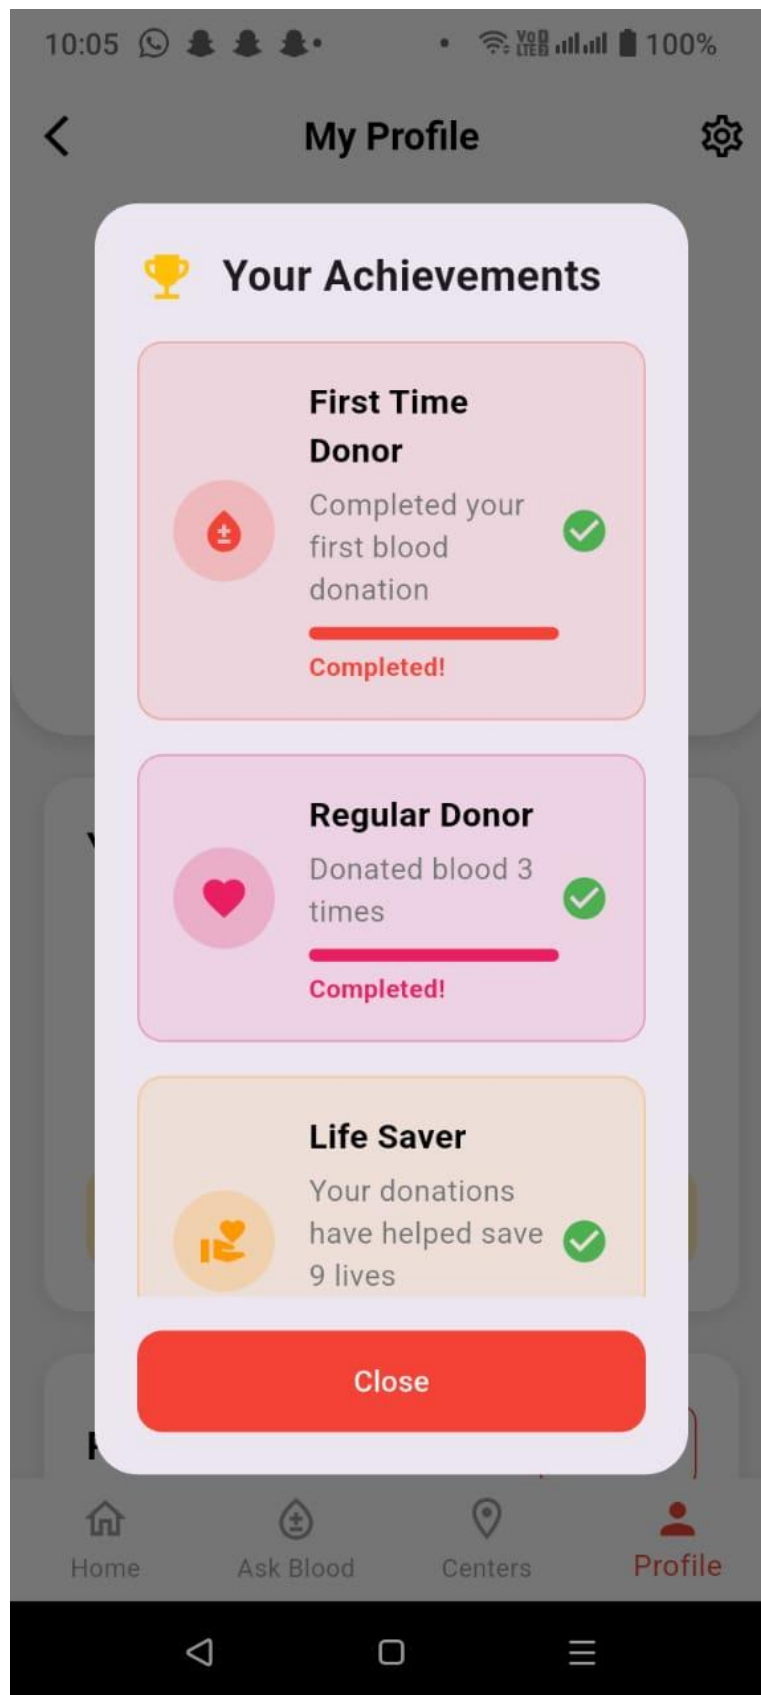 10:05 VoD LTE 100%
My Profile
Your Achievements
First Time
Donor
Completed your
first blood
donation
Completed!
Regular Donor
Donated blood 3
times
Completed!
Life Saver
Your donations
have helped save
9 lives
Close
Home Ask Blood Centers Profile